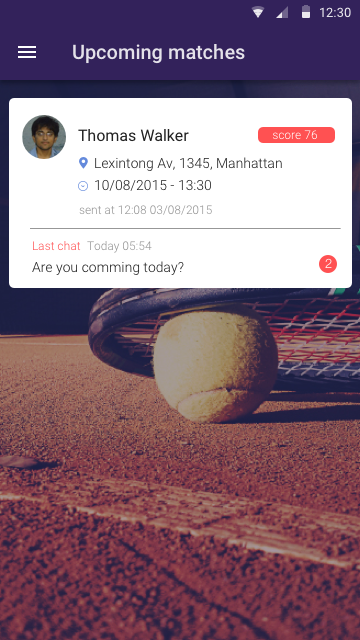 12:30
Upcoming matches
Thomas Walker
score 76
Lexintong Av, 1345, Manhattan
10/08/2015 - 13:30
sent at 12:08 03/08/2015
Last chat Today 05:54
Are you comming today?
2